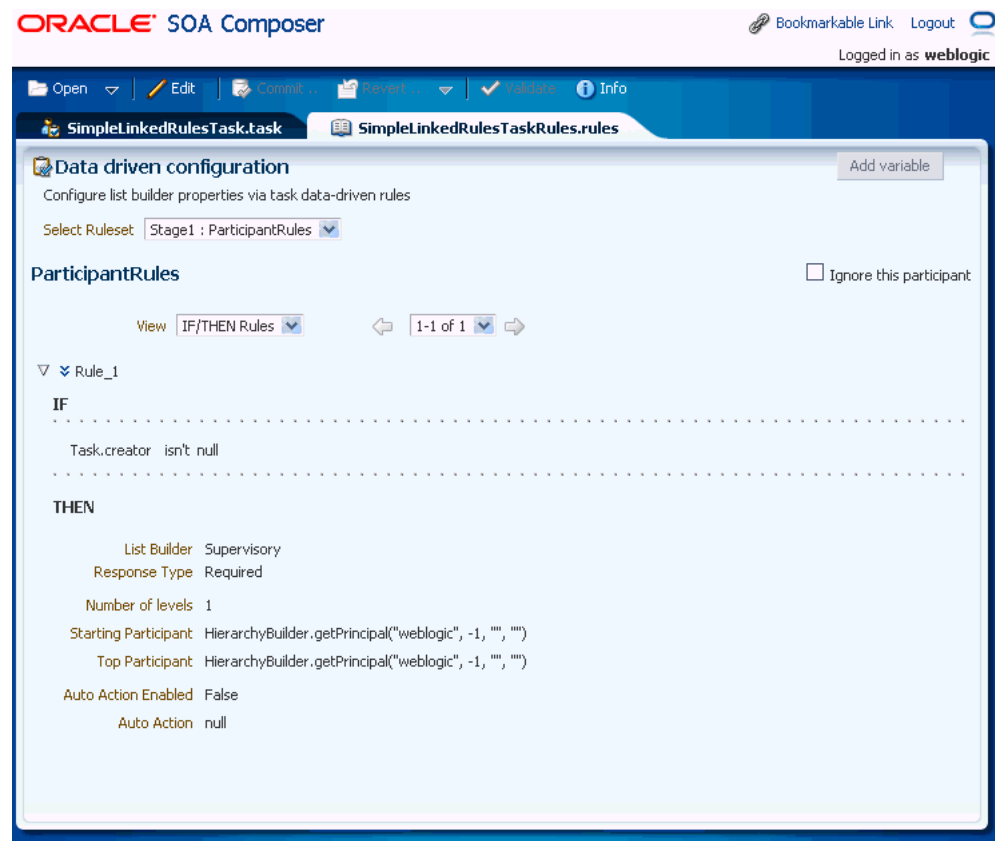 ORACLE® SOA Composer
Bookmarkable Link Logout
Logged in as weblogic
Open Edit Commit .. Revert .. Validate Info
SimpleLinkedRulesTask.task SimpleLinkedRulesTaskRules.rules
Data driven configuration Add variable
Configure list builder properties via task data-driven rules
Select Ruleset Stage1 : ParticipantRules
ParticipantRules Ignore this participant
View IF/THEN Rules 1-1 of 1
Rule_1
IF
Task.creator isn't null
THEN
List Builder Supervisory
Response Type Required
Number of levels 1
Starting Participant HierarchyBuilder.getPrincipal("weblogic", -1, "", "")
Top Participant HierarchyBuilder.getPrincipal("weblogic", -1, "", "")
Auto Action Enabled False
Auto Action null